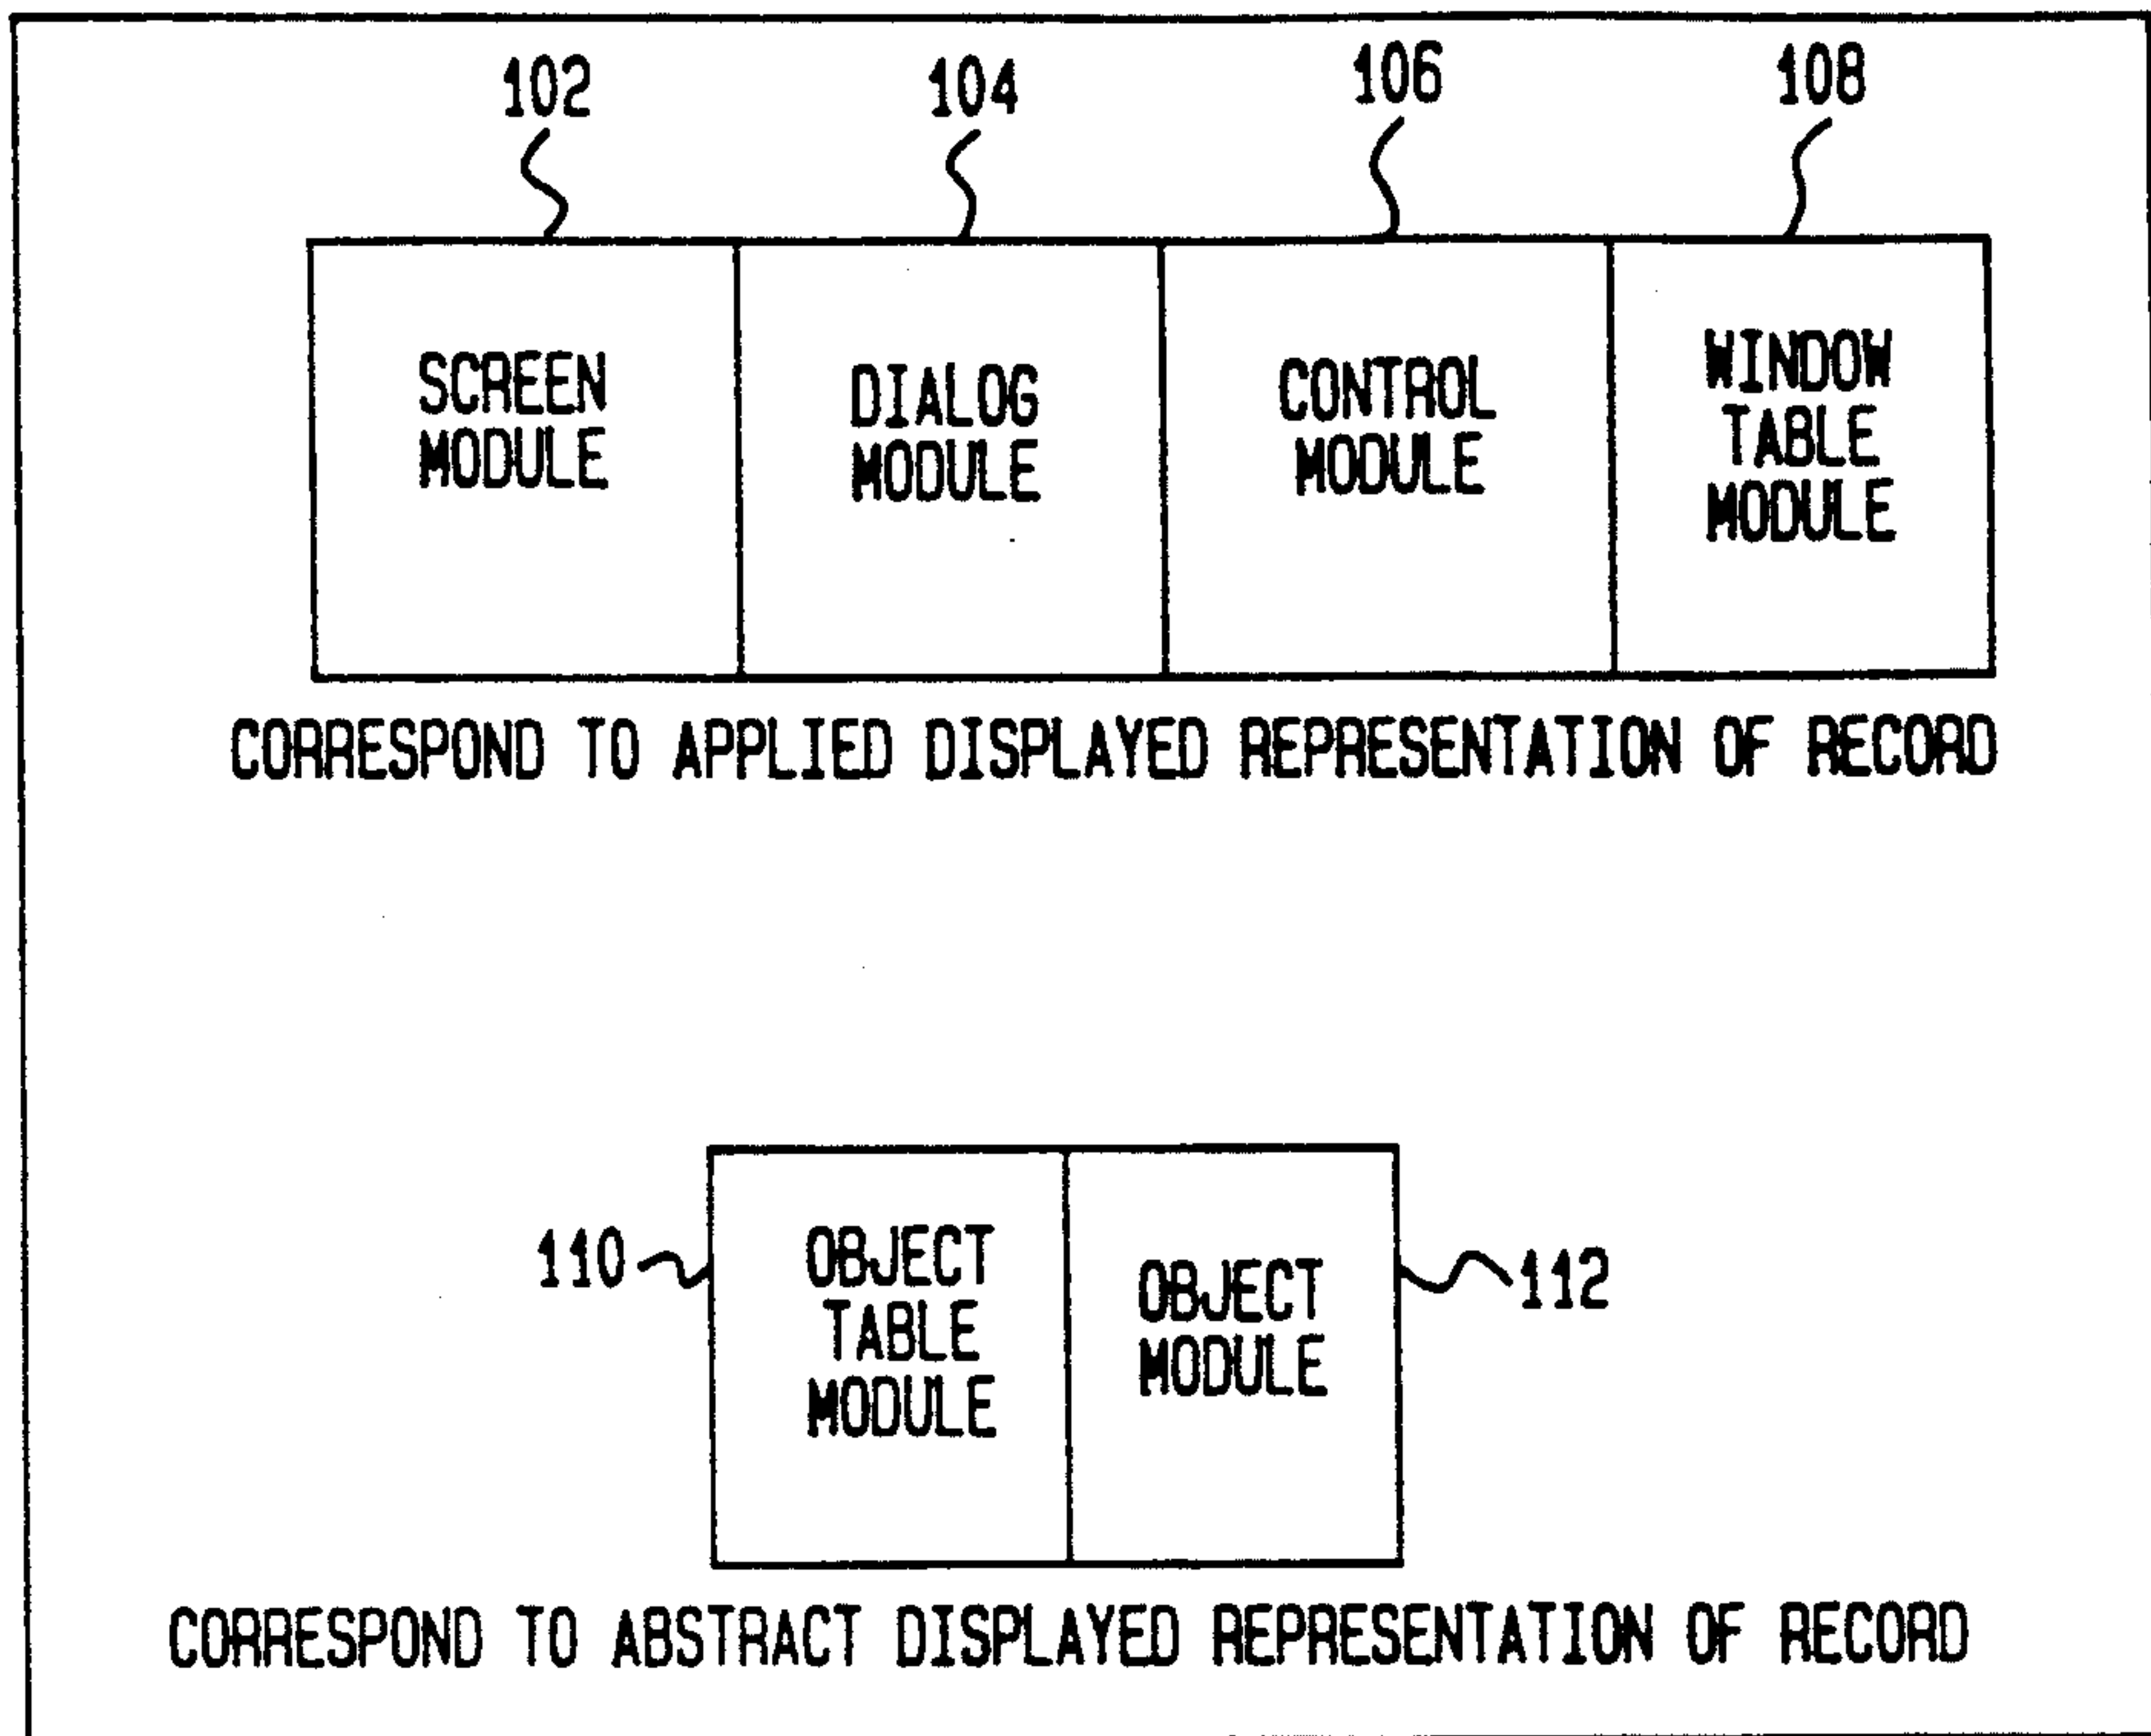 102 104 106 108
SCREEN
MODULE
DIALOG
MODULE
CONTROL
MODULE
WINDOW
TABLE
MODULE
CORRESPOND TO APPLIED DISPLAYED REPRESENTATION OF RECORD
110
OBJECT
TABLE
MODULE
OBJECT
MODULE
112
CORRESPOND TO ABSTRACT DISPLAYED REPRESENTATION OF RECORD